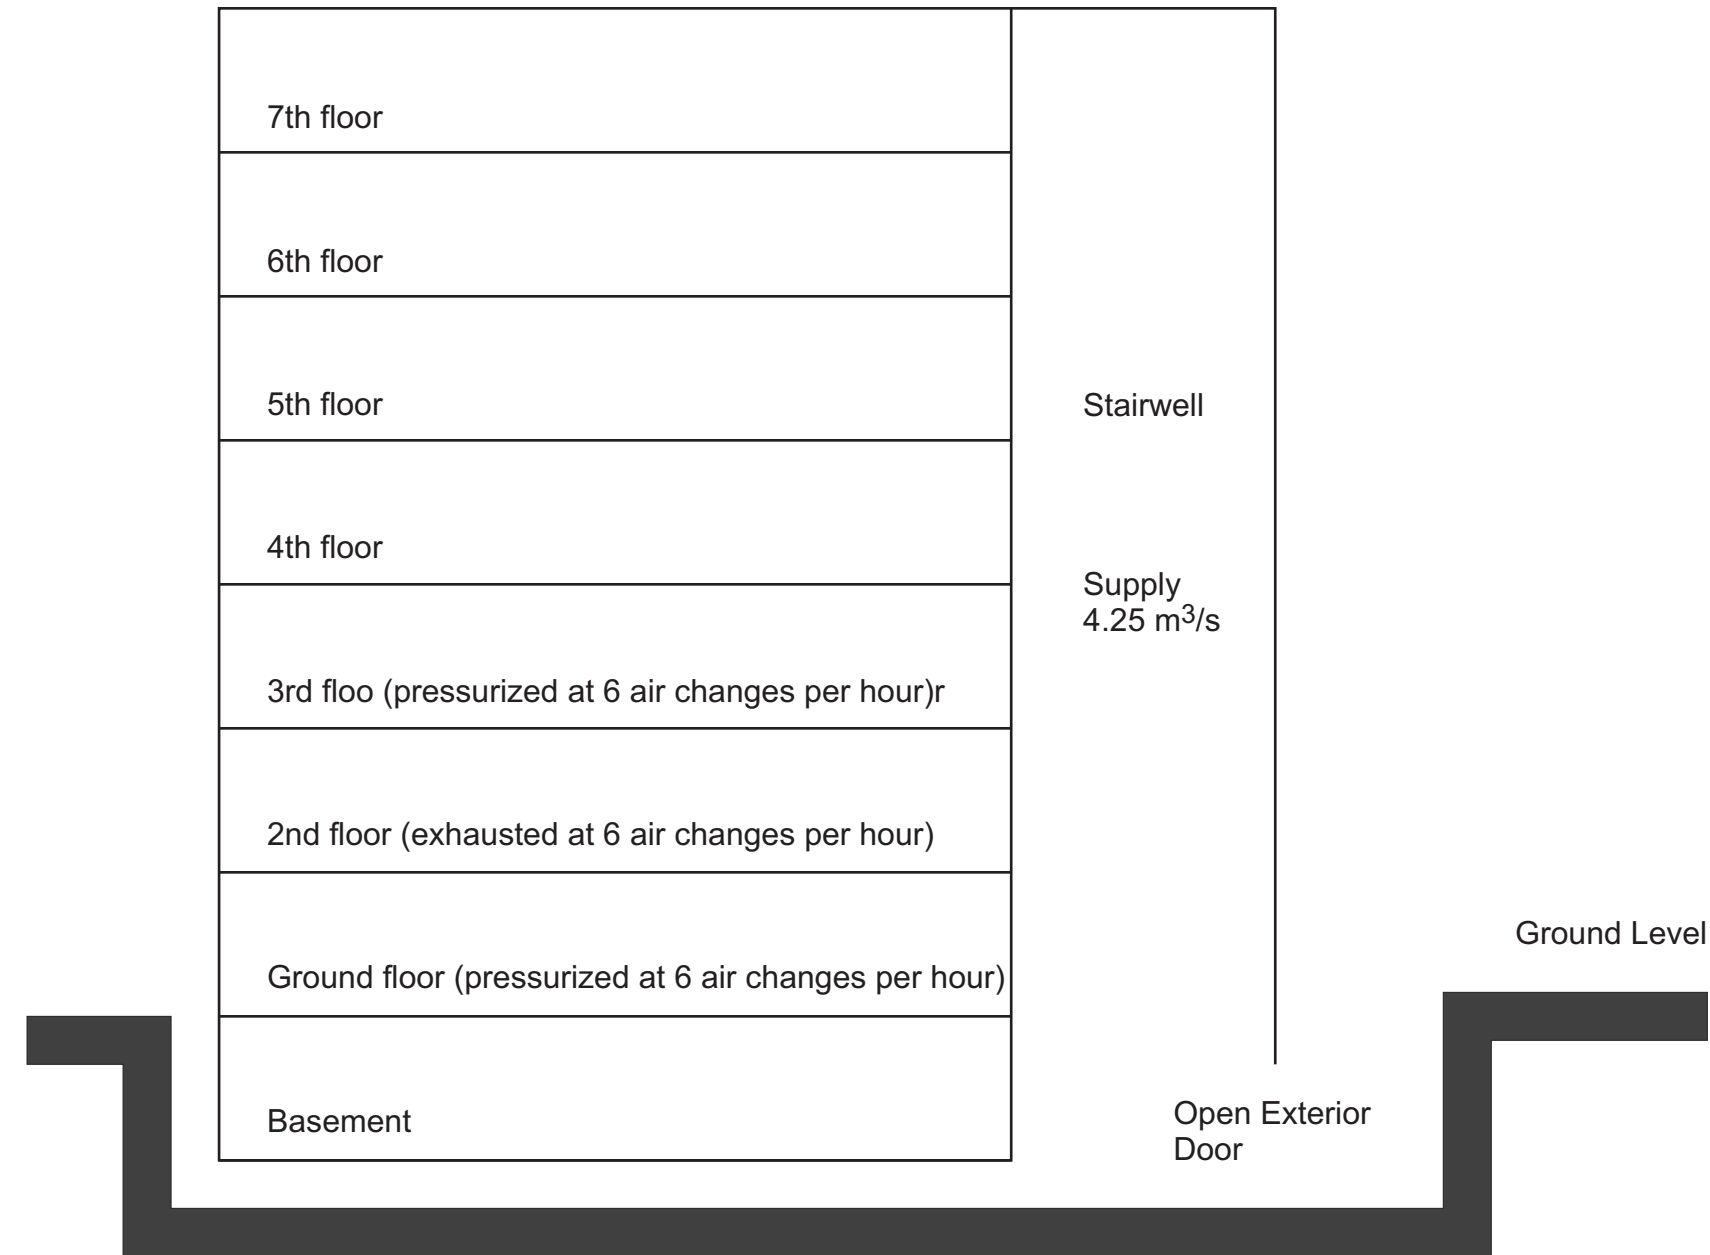 7th floor
6th floor
5th floor
Stairwell
4th floor
Supply
4.25 m³/s
3rd floo (pressurized at 6 air changes per hour)r
2nd floor (exhausted at 6 air changes per hour)
Ground Level
Ground floor (pressurized at 6 air changes per hour)
Basement
Open Exterior
Door